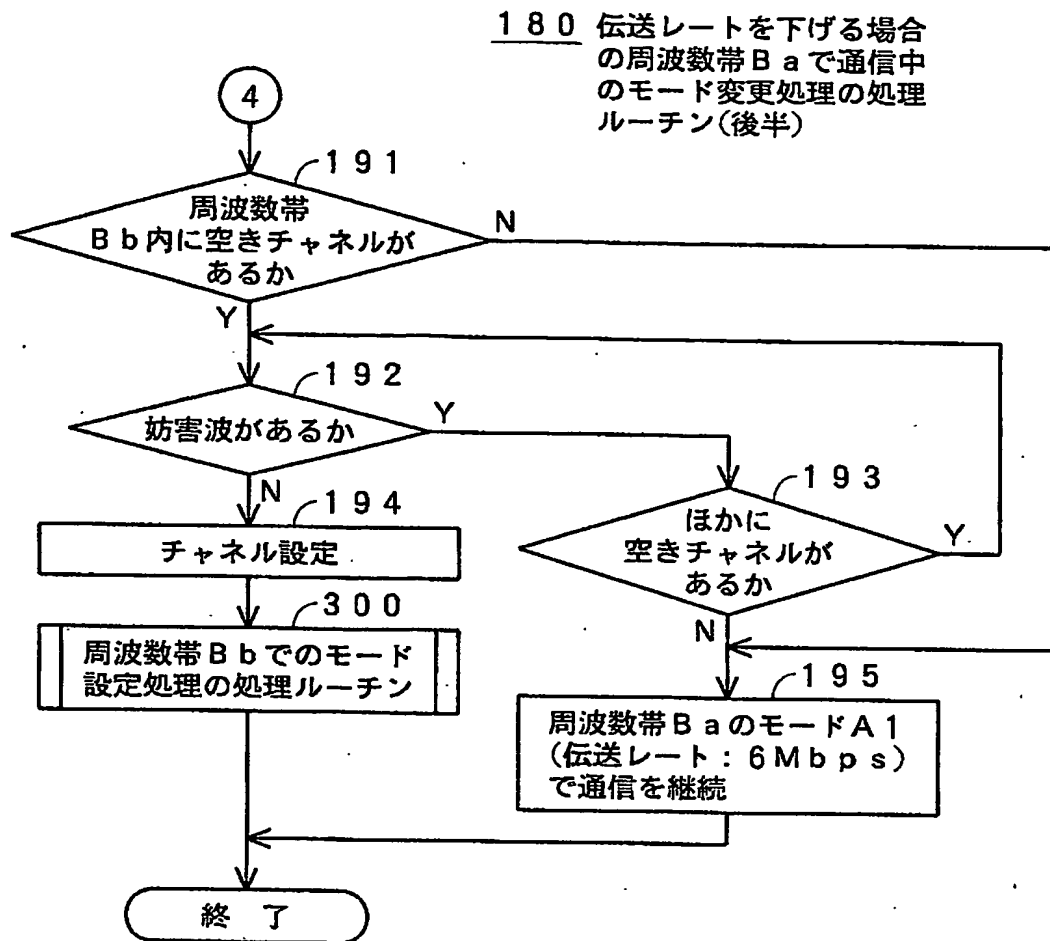 180 伝送レートを下げる場合
の周波数帯Baで通信中
のモード変更処理の処理
ルーチン(後半)
4
191
周波数帯
Bb内に空きチャネルが
あるか
N
Y
192
妨害波があるか
Y
N
193
ほかに
空きチャネルが
あるか
Y
N
194
チャネル設定
300
周波数帯Bbでのモード
設定処理の処理ルーチン
195
周波数帯BaのモードA1
(伝送レート:6Mbps)
で通信を継続
終了